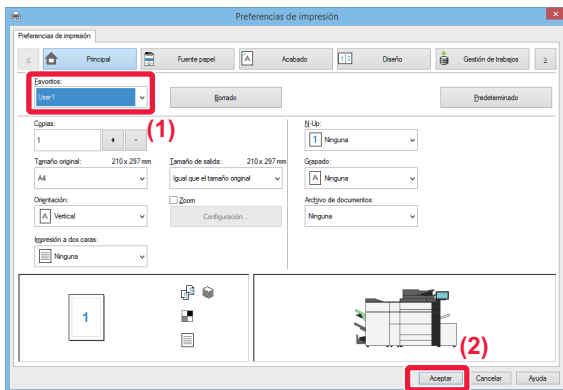 Preferencias de impresión
Preferencias de impresión
Principal
Fuente papel
A
Acabado
1 2
Diseño
Gestión de trabajos
Favoritos:
User1
Borrado
Predeterminado
(1)
Copias:
1
+
-
N-Up:
1
Ninguna
Tamaño original:
210 x 297 mm
Tamaño de salida:
210 x 297 mm
Grapado:
A4
Igual que el tamaño original
A
Ninguna
Orientación:
Zoom
Archivo de documentos:
A
Vertical
Configuración...
Ninguna
Impresión a dos caras:
Ninguna
1
(2)
Aceptar
Cancelar
Ayuda